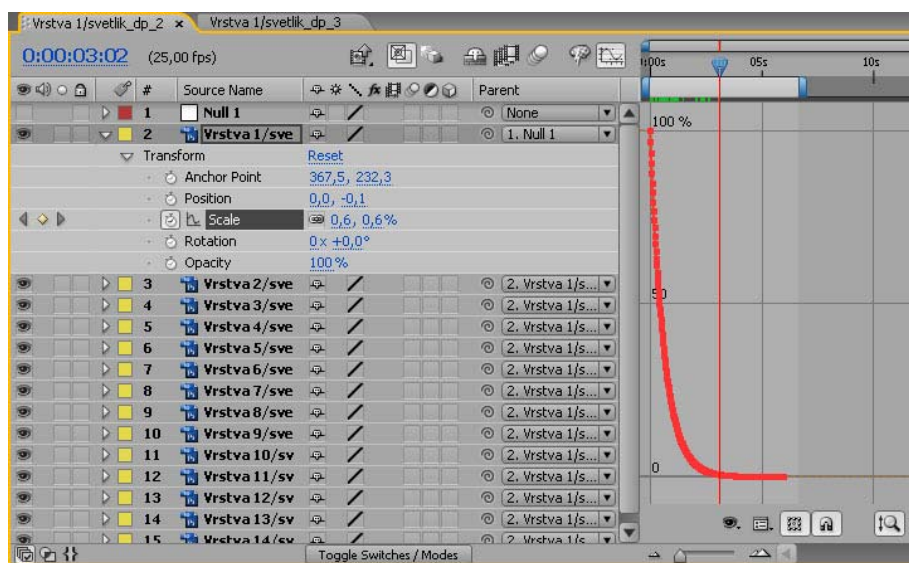 Vrstva 1/svetlik_dp_2 × Vrstva 1/svetlik_dp_3
0:00:03:02 (25,00 fps)
# Source Name Parent
00s 05s 10s
1 Null 1 None
2 Vrstva 1/sve 1. Null 1
Transform Reset
Anchor Point 367,5, 232,3
Position 0,0, -0,1
Scale 0,6, 0,6%
Rotation 0 x +0,0°
Opacity 100 %
3 Vrstva 2/sve 2. Vrstva 1/s...
4 Vrstva 3/sve 2. Vrstva 1/s...
5 Vrstva 4/sve 2. Vrstva 1/s...
6 Vrstva 5/sve 2. Vrstva 1/s...
7 Vrstva 6/sve 2. Vrstva 1/s...
8 Vrstva 7/sve 2. Vrstva 1/s...
9 Vrstva 8/sve 2. Vrstva 1/s...
10 Vrstva 9/sve 2. Vrstva 1/s...
11 Vrstva 10/sv 2. Vrstva 1/s...
12 Vrstva 11/sv 2. Vrstva 1/s...
13 Vrstva 12/sv 2. Vrstva 1/s...
14 Vrstva 13/sv 2. Vrstva 1/s...
15 Vrstva 14/sv 2. Vrstva 1/s...
100 %
50
0
Toggle Switches / Modes